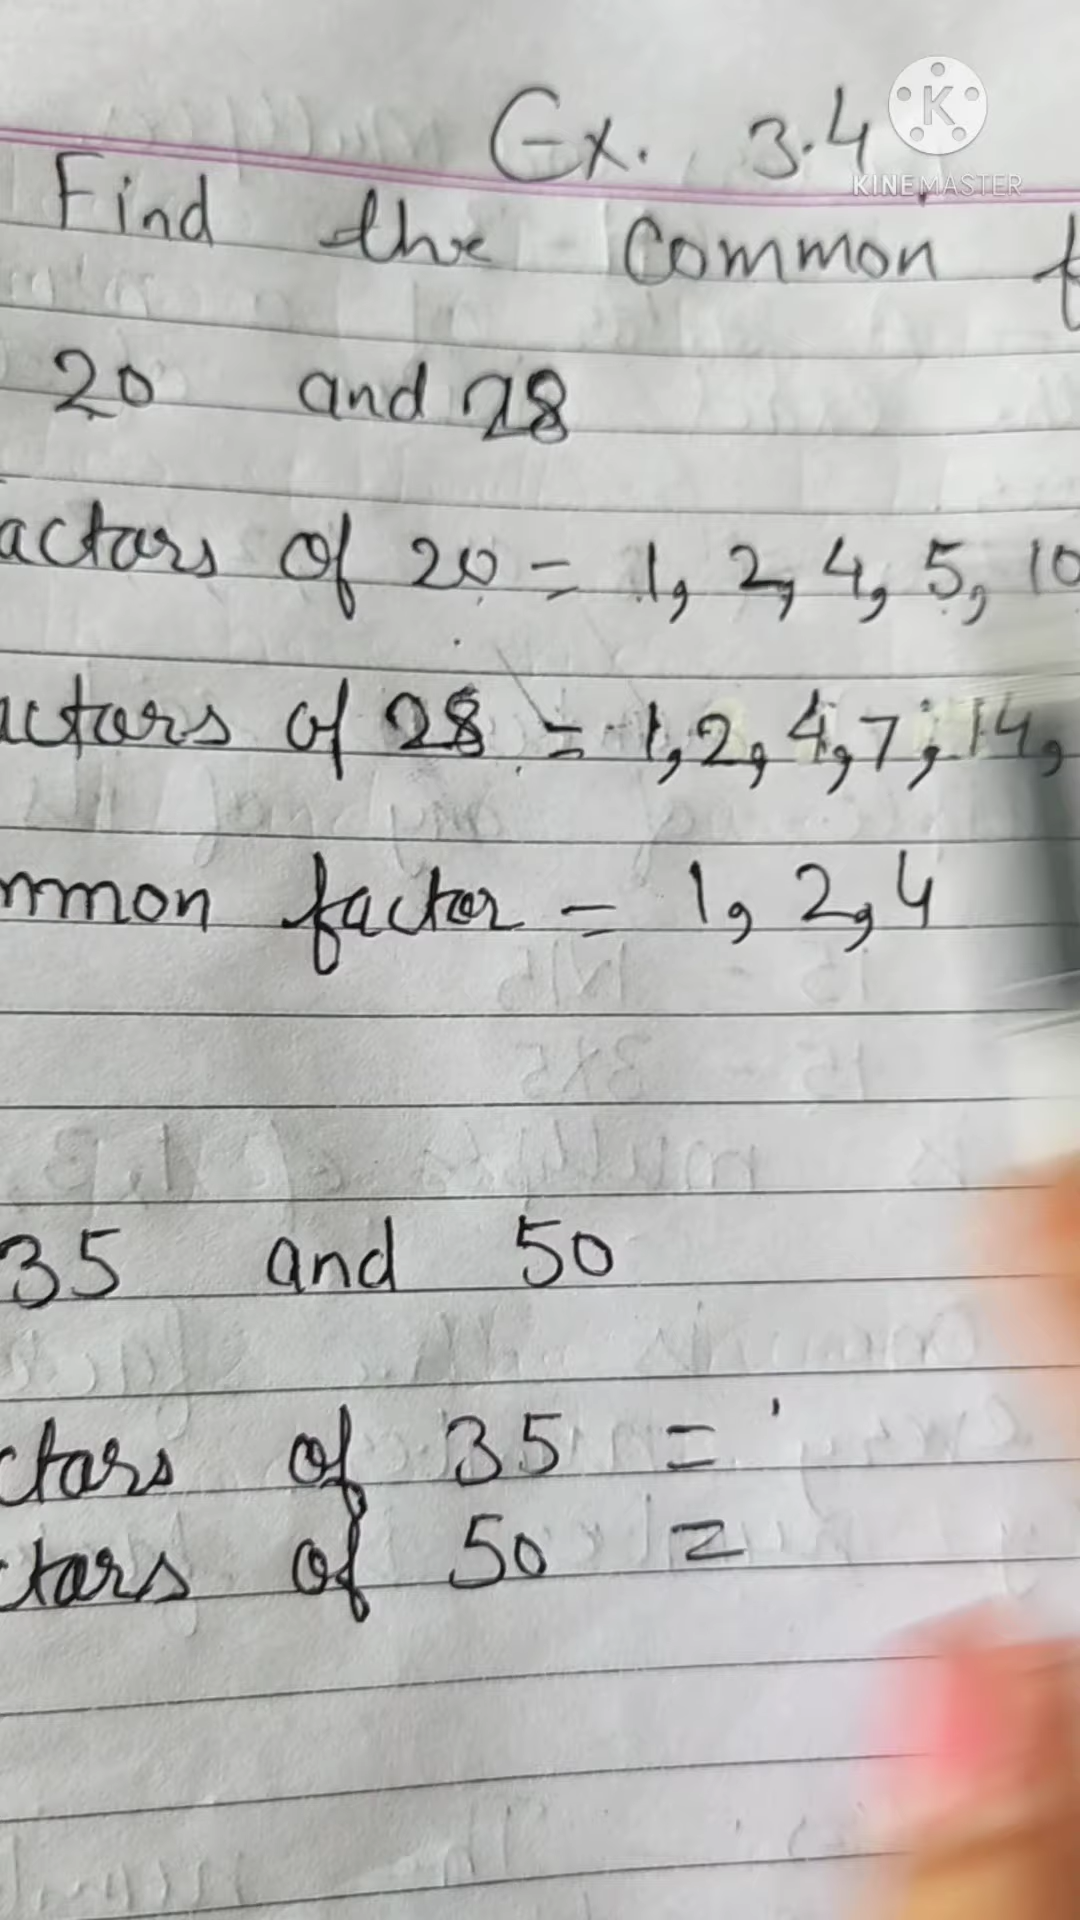 Ex. 3.4
KINEMASTER
Find the Common f
20 and 28
actors of 20 = 1, 2, 4, 5, 10
actors of 28 = 1, 2, 4, 7, 14,
mmon factor = 1, 2, 4
35 and 50
ctors of 35 =
ctors of 50 =